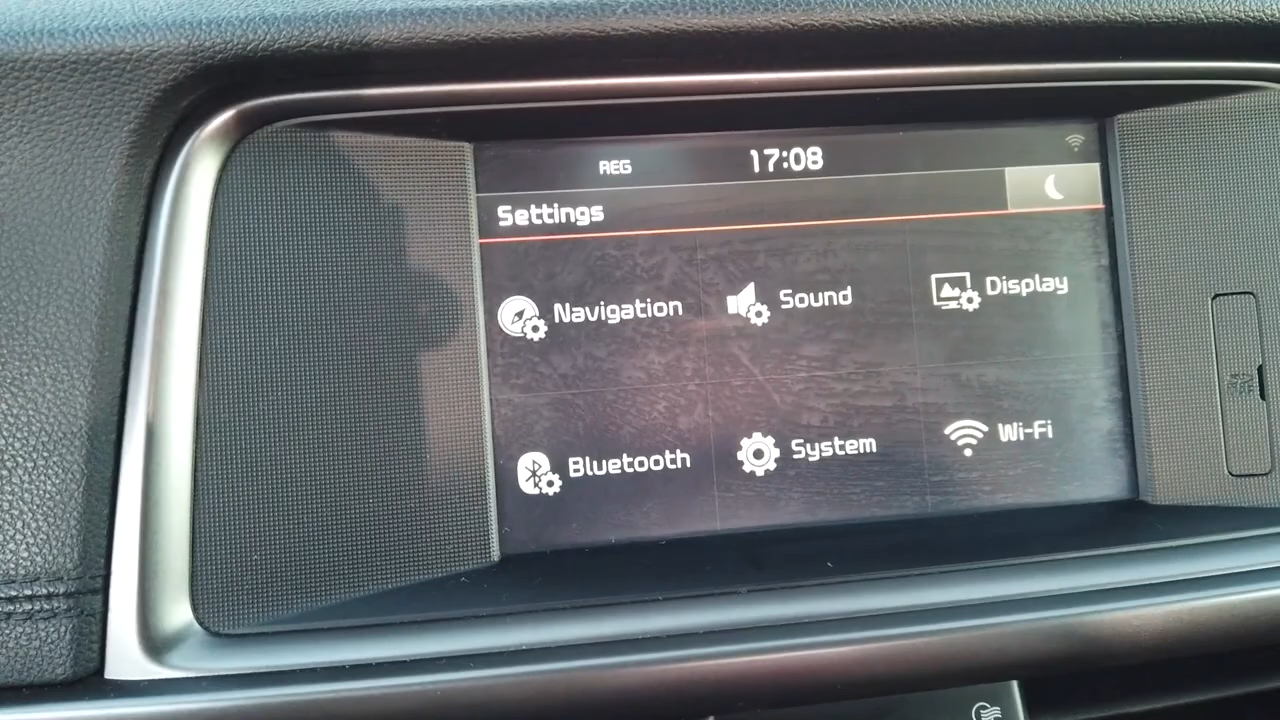 REG 17:08
Settings
Navigation Sound Display
Bluetooth System Wi-Fi